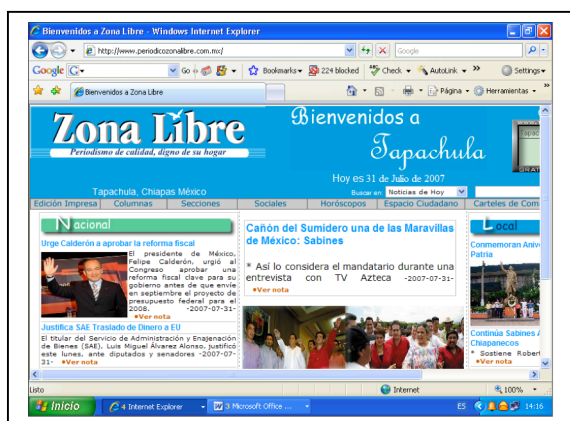 Bienvenidos a Zona Libre - Windows Internet Explorer
http://www.periodicozonalibre.com.mx/
Google
Google Go Bookmarks 224 blocked Check AutoLink Settings
Bienvenidos a Zona Libre Página Herramientas
Zona Libre
Periodismo de calidad, digno de su hogar
Bienvenidos a
Tapachula
Hoy es 31 de Julio de 2007
Tapachula, Chiapas México
Buscar en: Noticias de Hoy
Edición Impresa Columnas Secciones Sociales Horóscopos Espacio Ciudadano Carteles de Com
Nacional
Urge Calderón a aprobar la reforma fiscal
El presidente de México,
Felipe Calderón, urgió al
Congreso aprobar una
reforma fiscal clave para su
gobierno antes de que envíe
en septiembre el proyecto de
presupuesto federal para el
2008. -2007-07-31-
Ver nota
Justifica SAE Traslado de Dinero a EU
El titular del Servicio de Administración y Enajenación
de Bienes (SAE), Luis Miguel Álvarez Alonso, justificó
este lunes, ante diputados y senadores -2007-07-
31- Ver nota
Cañón del Sumidero una de las Maravillas
de México: Sabines
* Así lo considera el mandatario durante una
entrevista con TV Azteca -2007-07-31-
Ver nota
Local
Conmemoran Aniv
Patria
Continúa Sabines A
Chiapanecos
* Sostiene Robert
Ver nota
Listo Internet 100%
Inicio 4 Internet Explorer 3 Microsoft Office ... ES 14:16